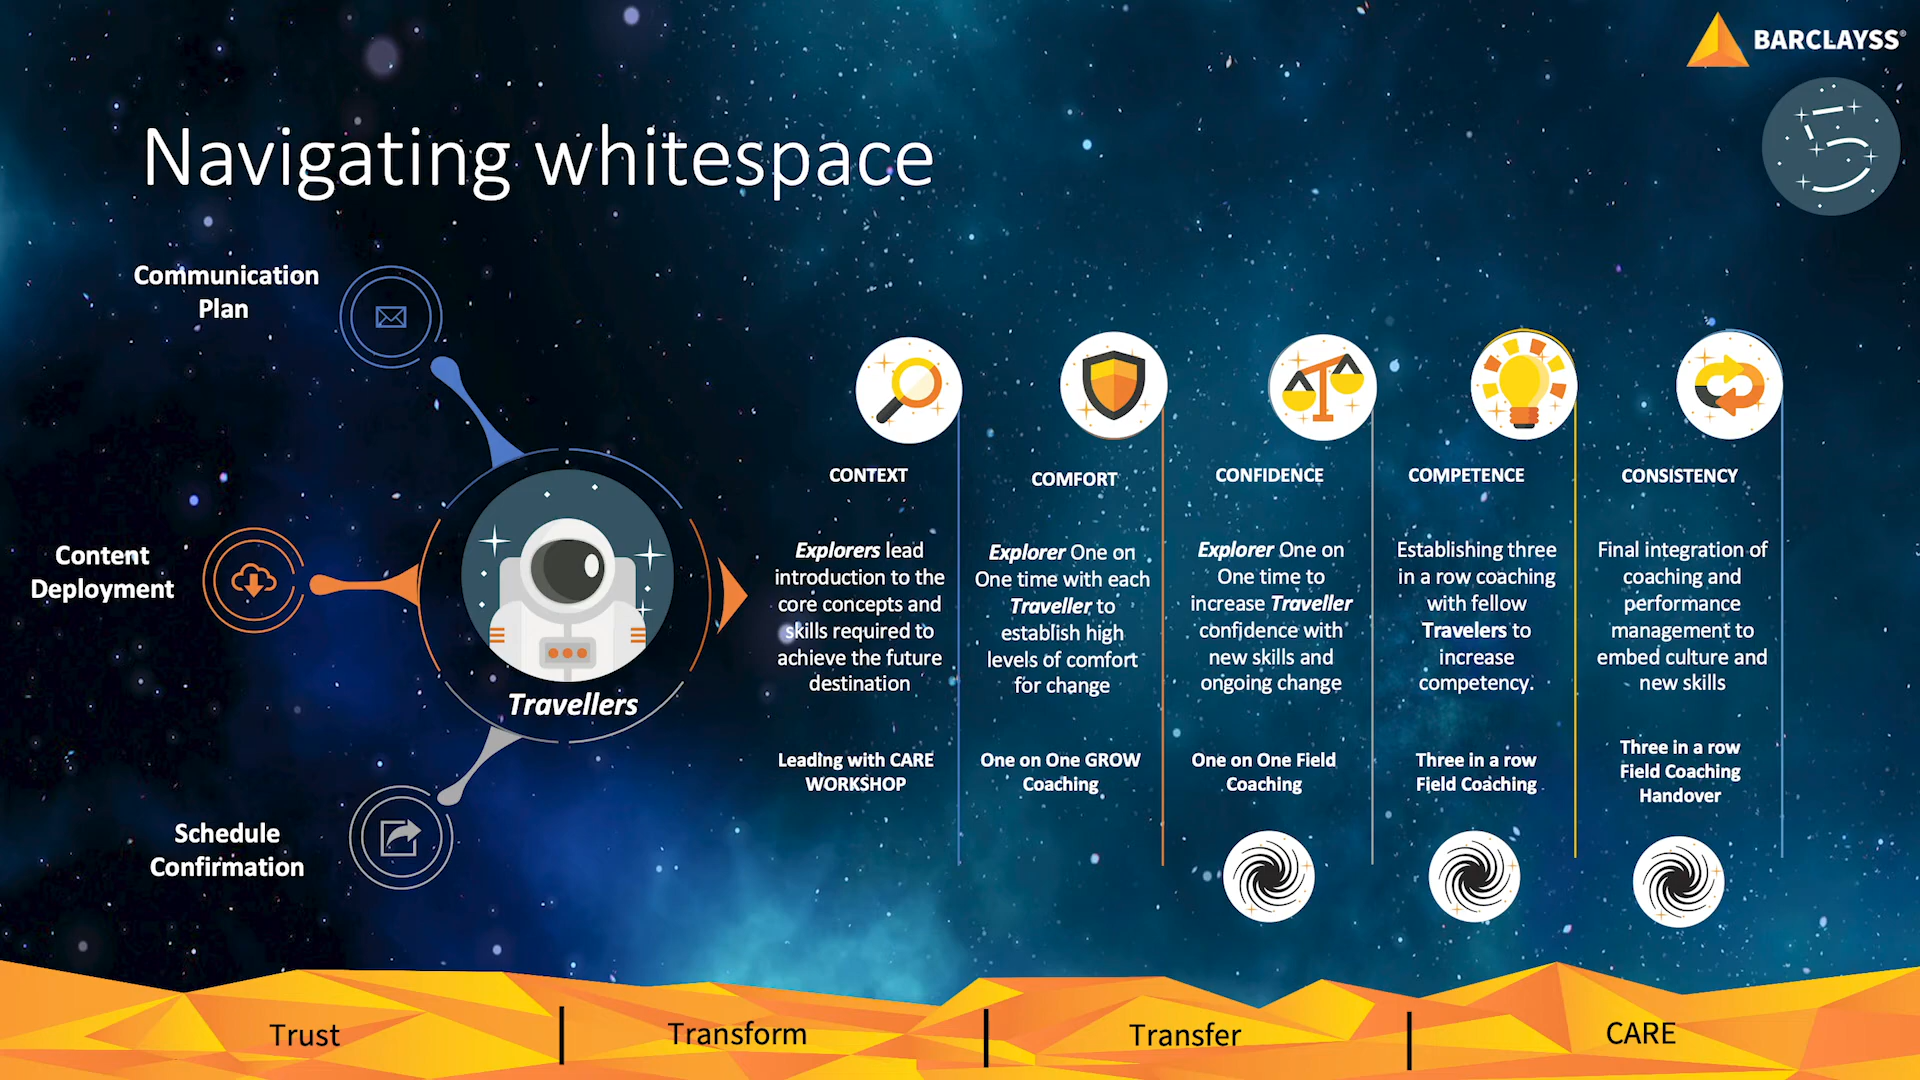 BARCLAYSS®
5
Navigating whitespace
Communication
Plan
Content
Deployment
Schedule
Confirmation
Travellers
CONTEXT
Explorers lead
introduction to the
core concepts and
skills required to
achieve the future
destination
Leading with CARE
WORKSHOP
COMFORT
Explorer One on
One time with each
Traveller to
establish high
levels of comfort
for change
One on One GROW
Coaching
CONFIDENCE
Explorer One on
One time to
increase Traveller
confidence with
new skills and
ongoing change
One on One Field
Coaching
COMPETENCE
Establishing three
in a row coaching
with fellow
Travelers to
increase
competency.
Three in a row
Field Coaching
CONSISTENCY
Final integration of
coaching and
performance
management to
embed culture and
new skills
Three in a row
Field Coaching
Handover
Trust
Transform
Transfer
CARE